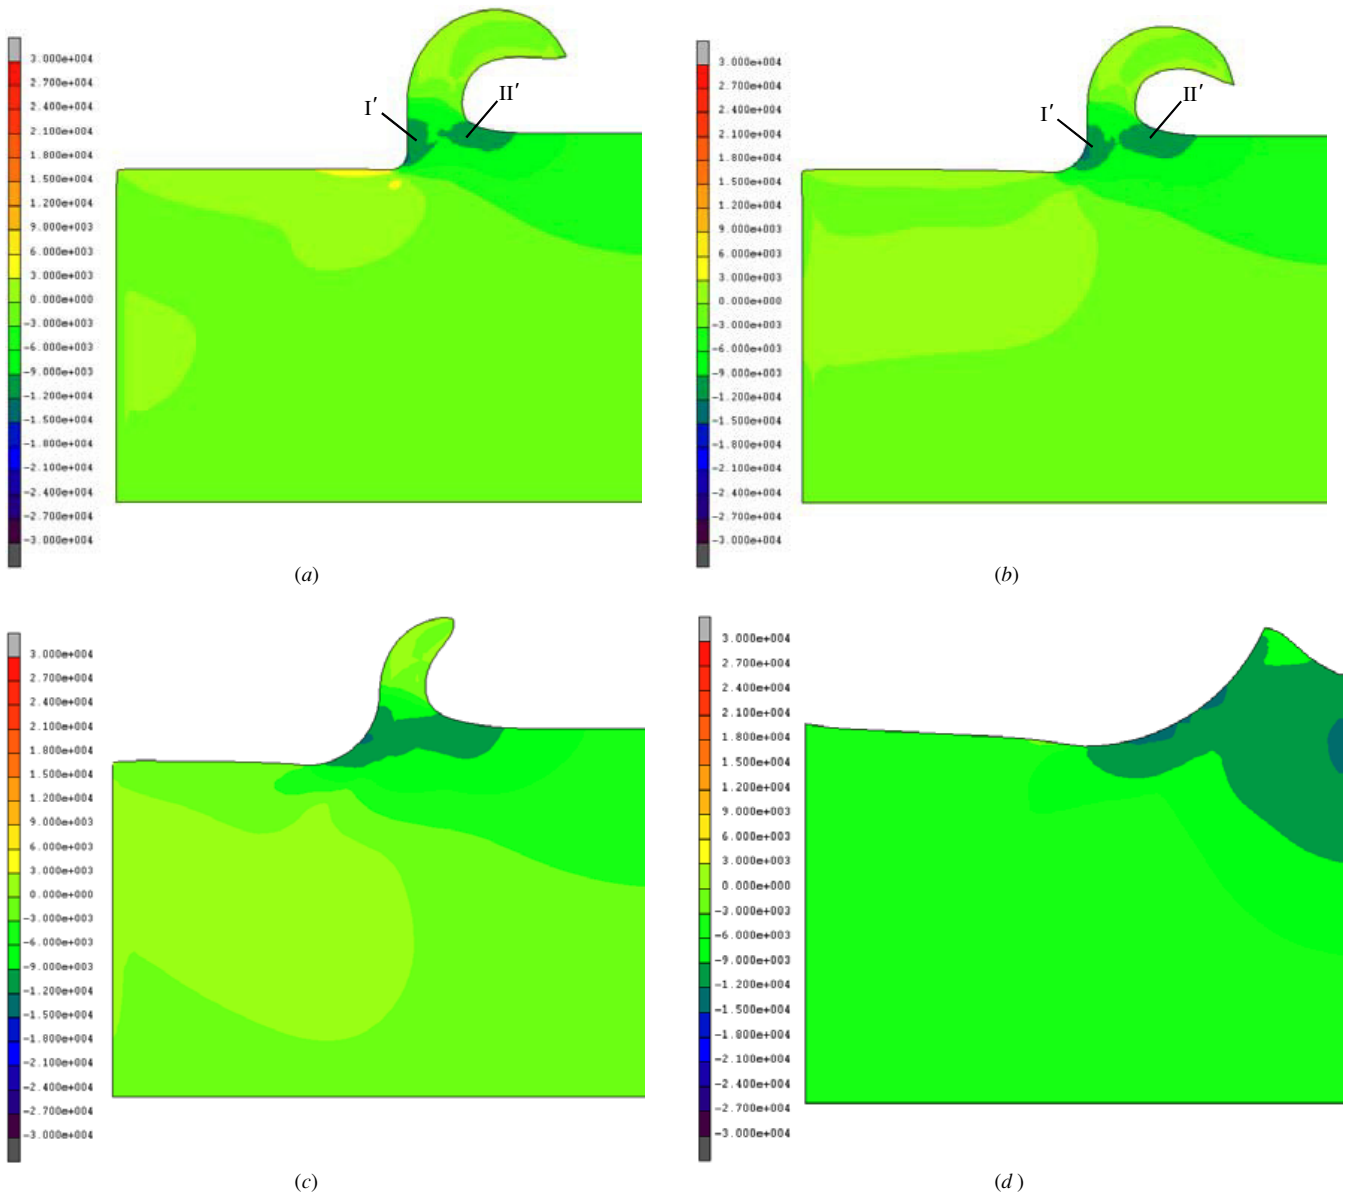 3.000e+004
2.700e+004
2.400e+004
2.100e+004
1.800e+004
1.500e+004
1.200e+004
9.000e+003
6.000e+003
3.000e+003
0.000e+000
-3.000e+003
-6.000e+003
-9.000e+003
-1.200e+004
-1.500e+004
-1.800e+004
-2.100e+004
-2.400e+004
-2.700e+004
-3.000e+004
I′
II′
(a)
3.000e+004
2.700e+004
2.400e+004
2.100e+004
1.800e+004
1.500e+004
1.200e+004
9.000e+003
6.000e+003
3.000e+003
0.000e+000
-3.000e+003
-6.000e+003
-9.000e+003
-1.200e+004
-1.500e+004
-1.800e+004
-2.100e+004
-2.400e+004
-2.700e+004
-3.000e+004
I′
II′
(b)
3.000e+004
2.700e+004
2.400e+004
2.100e+004
1.800e+004
1.500e+004
1.200e+004
9.000e+003
6.000e+003
3.000e+003
0.000e+000
-3.000e+003
-6.000e+003
-9.000e+003
-1.200e+004
-1.500e+004
-1.800e+004
-2.100e+004
-2.400e+004
-2.700e+004
-3.000e+004
(c)
3.000e+004
2.700e+004
2.400e+004
2.100e+004
1.800e+004
1.500e+004
1.200e+004
9.000e+003
6.000e+003
3.000e+003
0.000e+000
-3.000e+003
-6.000e+003
-9.000e+003
-1.200e+004
-1.500e+004
-1.800e+004
-2.100e+004
-2.400e+004
-2.700e+004
-3.000e+004
(d )